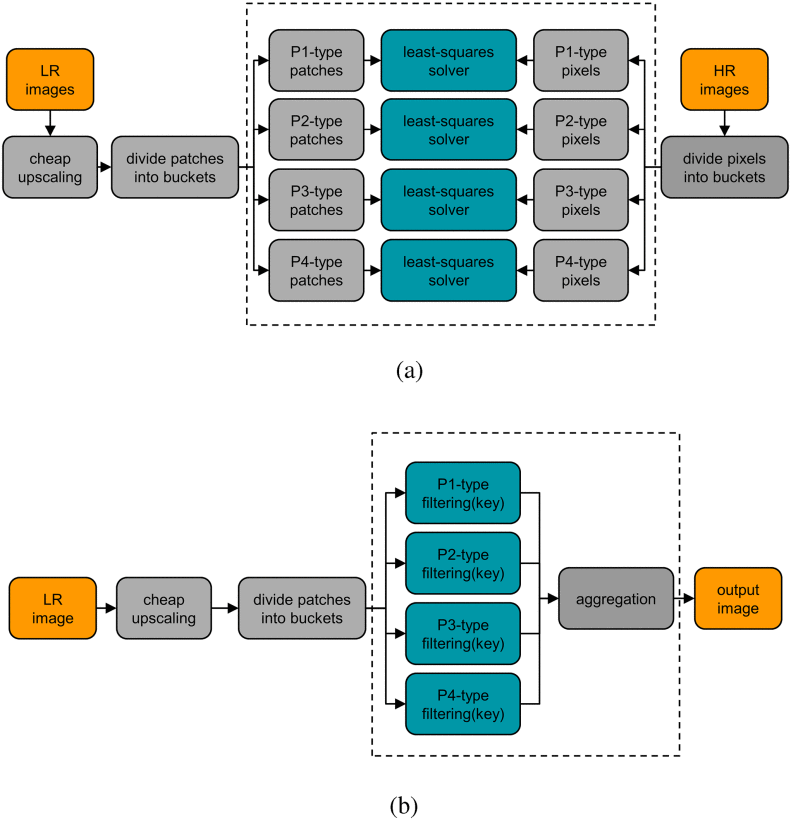 LR
images
cheap
upscaling
divide patches
into buckets
P1-type
patches
least-squares
solver
P1-type
pixels
P2-type
patches
least-squares
solver
P2-type
pixels
P3-type
patches
least-squares
solver
P3-type
pixels
P4-type
patches
least-squares
solver
P4-type
pixels
HR
images
divide pixels
into buckets
(a)
LR
image
cheap
upscaling
divide patches
into buckets
P1-type
filtering(key)
P2-type
filtering(key)
P3-type
filtering(key)
P4-type
filtering(key)
aggregation
output
image
(b)